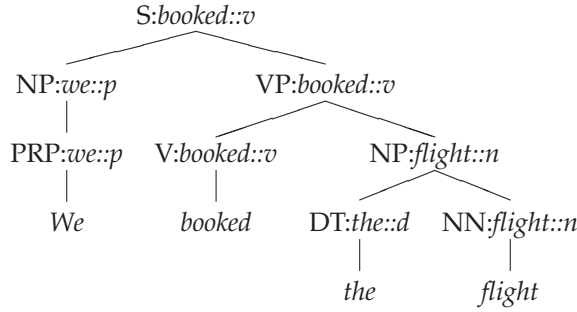 S:booked::v
NP:we::p VP:booked::v
PRP:we::p V:booked::v NP:flight::n
We booked DT:the::d NN:flight::n
the flight